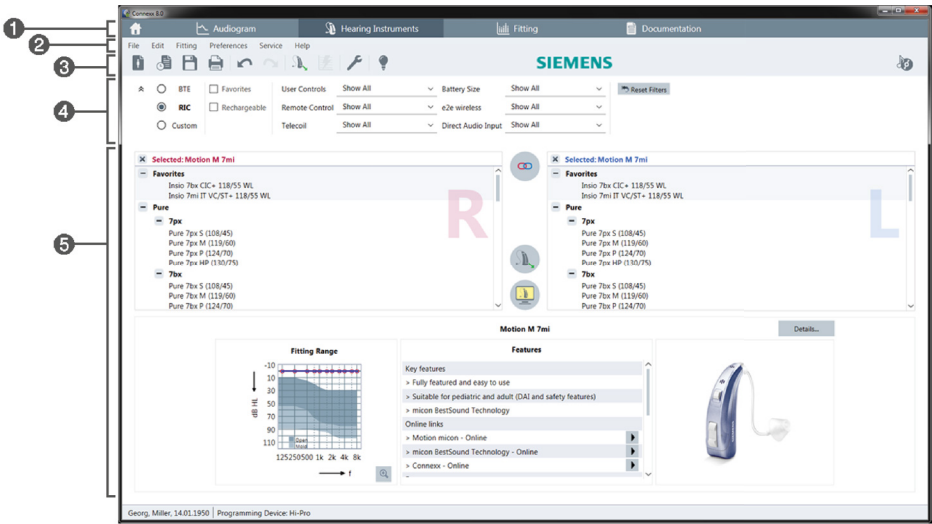 Connexx 8.0
1 Audiogram Hearing Instruments Fitting Documentation
2 File Edit Fitting Preferences Service Help
3 SIEMENS
BTE Favorites User Controls Show All Battery Size Show All Reset Filters
4 RIC Rechargeable Remote Control Show All e2e wireless Show All
Custom Telecoil Show All Direct Audio Input Show All
5
Selected: Motion M 7mi
Favorites
Insio 7bx CIC+ 118/55 WL
Insio 7mi IT VC/ST+ 118/55 WL
Pure
7px
Pure 7px S (108/45)
Pure 7px M (119/60)
Pure 7px P (124/70)
Pure 7px HP (130/75)
7bx
Pure 7bx S (108/45)
Pure 7bx M (119/60)
Pure 7bx P (124/70)
R
Selected: Motion M 7mi
Favorites
Insio 7bx CIC+ 118/55 WL
Insio 7mi IT VC/ST+ 118/55 WL
Pure
7px
Pure 7px S (108/45)
Pure 7px M (119/60)
Pure 7px P (124/70)
Pure 7px HP (130/75)
7bx
Pure 7bx S (108/45)
Pure 7bx M (119/60)
Pure 7bx P (124/70)
L
Motion M 7mi
Details...
Fitting Range
-10
10
30
50
70
90
110
dB HL
Open
125250500 1k 2k 4k 8k
f
Features
Key features
> Fully featured and easy to use
> Suitable for pediatric and adult (DAI and safety features)
> micon BestSound Technology
Online links
> Motion micon - Online
> micon BestSound Technology - Online
> Connexx - Online
Georg, Miller, 14.01.1950 Programming Device: Hi-Pro